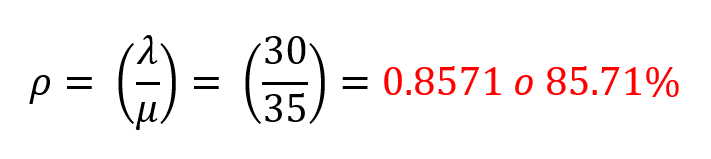 ρ = (λ/μ) = (30/35) = 0.8571 o 85.71%